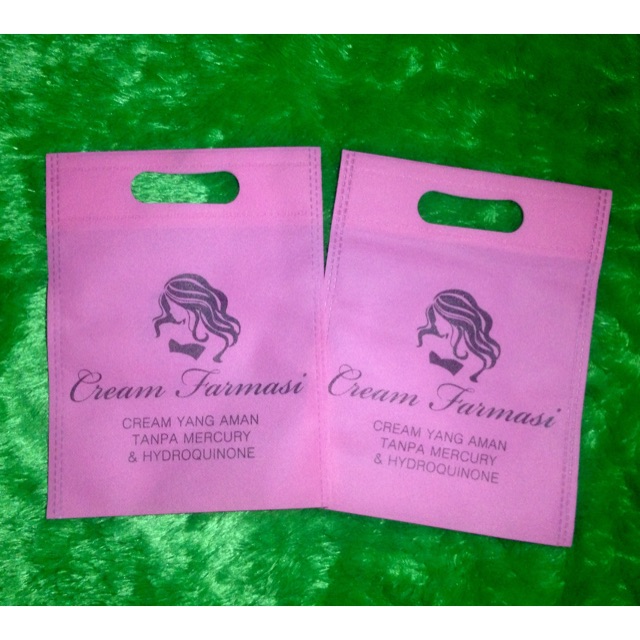 Cream Farmasi
CREAM YANG AMAN
TANPA MERCURY
& HYDROQUINONE
Cream Farmasi
CREAM YANG AMAN
TANPA MERCURY
& HYDROQUINONE